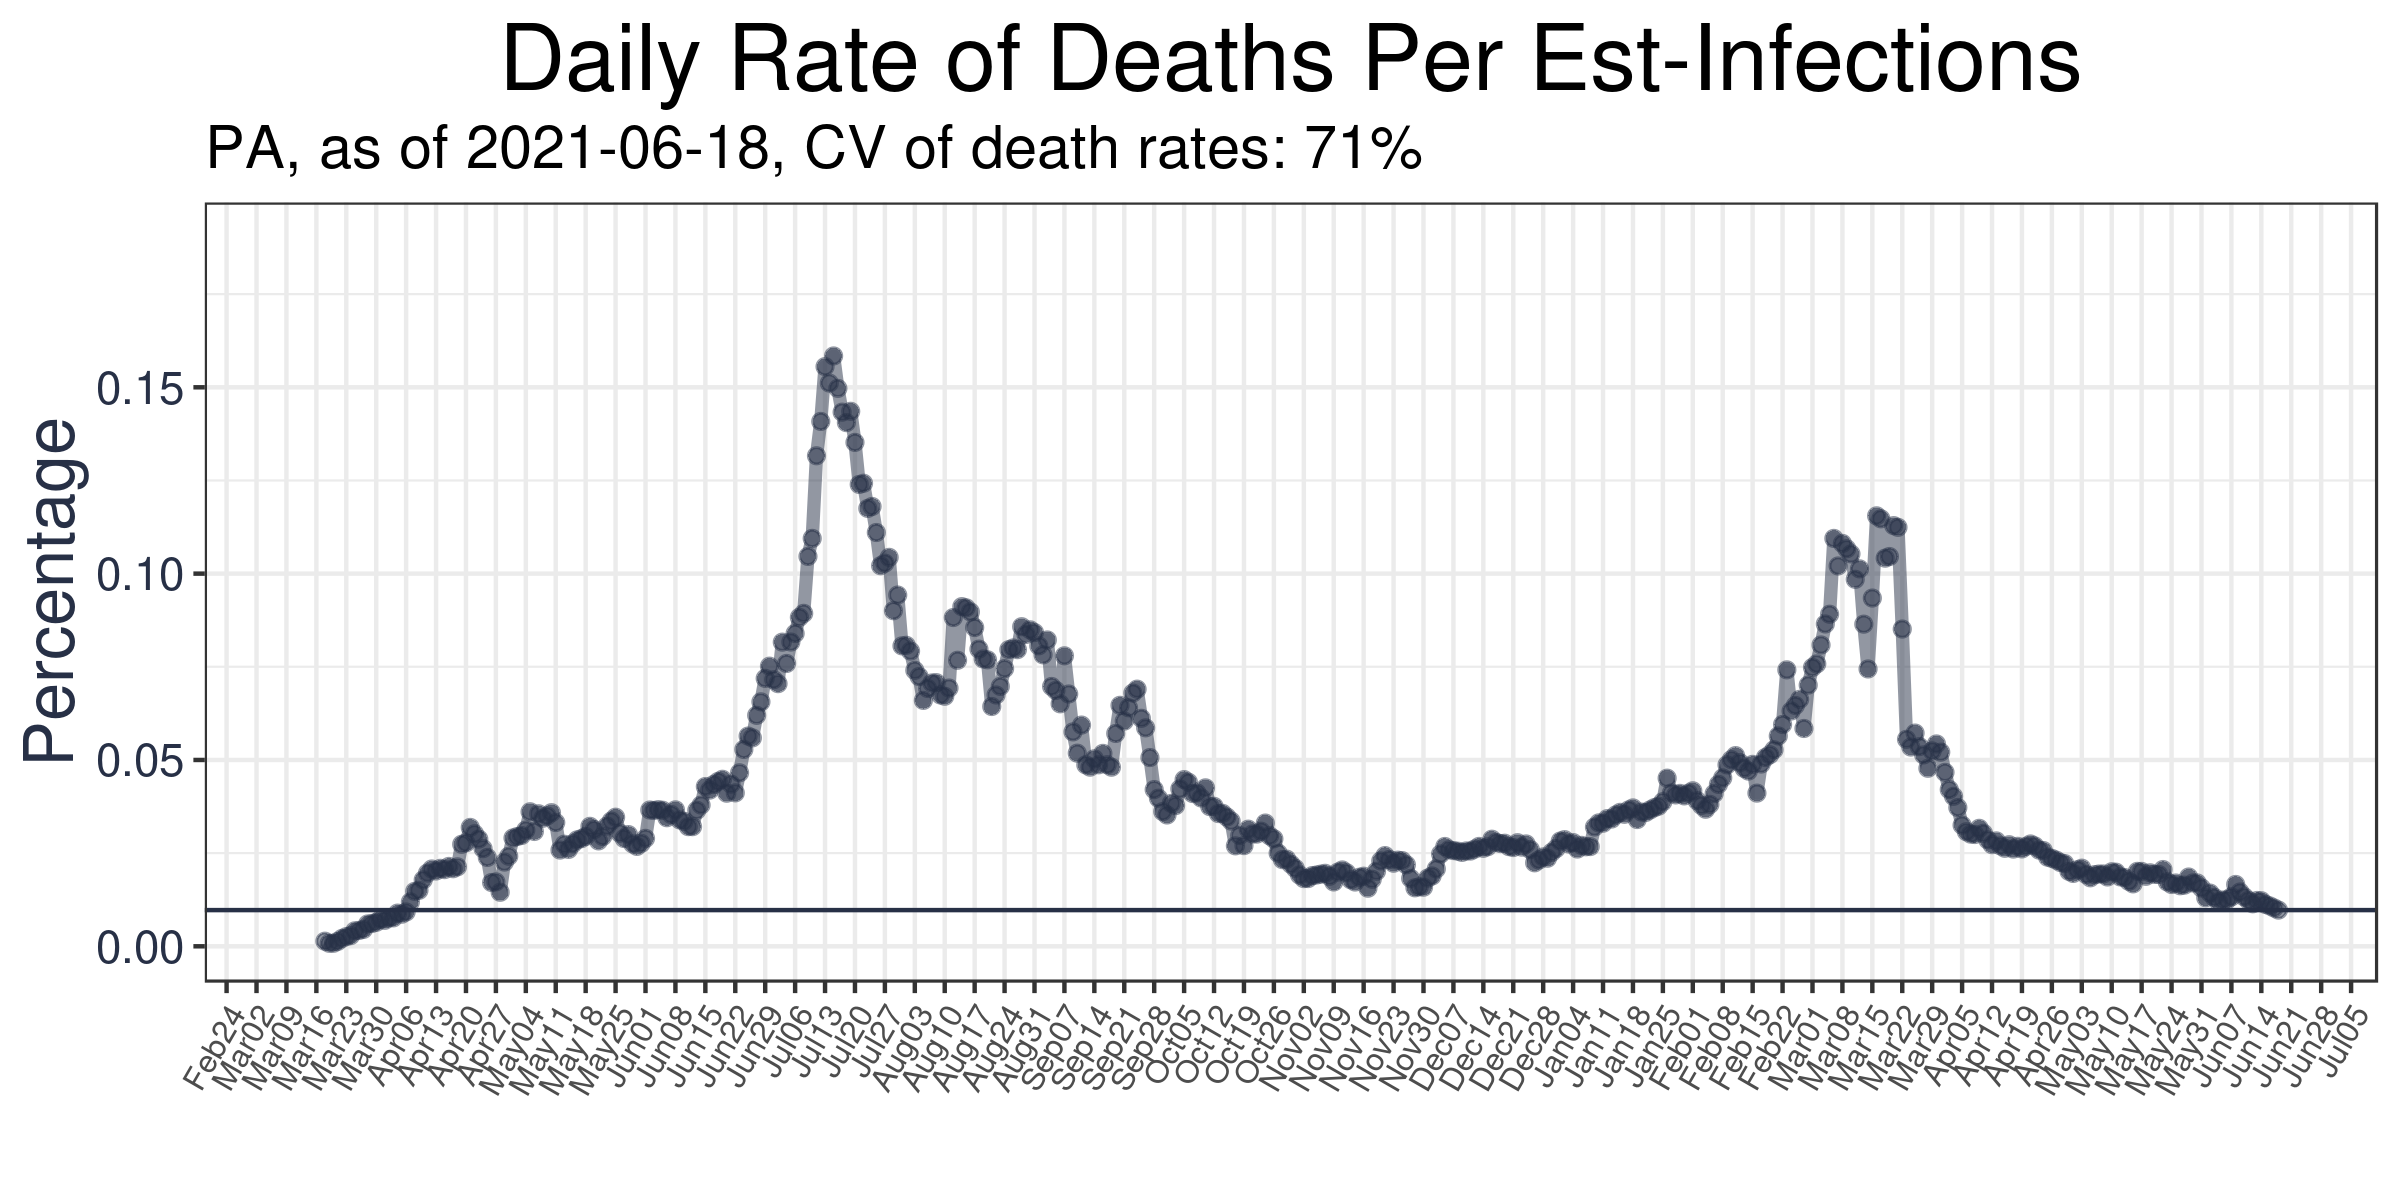 Daily Rate of Deaths Per Est-Infections
PA, as of 2021-06-18, CV of death rates: 71%
Percentage
0.15
0.10
0.05
0.00
Feb24
Mar02
Mar09
Mar16
Mar23
Mar30
Apr06
Apr13
Apr20
Apr27
May04
May11
May18
May25
Jun01
Jun08
Jun15
Jun22
Jun29
Jul06
Jul13
Jul20
Jul27
Aug03
Aug10
Aug17
Aug24
Aug31
Sep07
Sep14
Sep21
Sep28
Oct05
Oct12
Oct19
Oct26
Nov02
Nov09
Nov16
Nov23
Nov30
Dec07
Dec14
Dec21
Dec28
Jan04
Jan11
Jan18
Jan25
Feb01
Feb08
Feb15
Feb22
Mar01
Mar08
Mar15
Mar22
Mar29
Apr05
Apr12
Apr19
Apr26
May03
May10
May17
May24
May31
Jun07
Jun14
Jun21
Jun28
Jul05